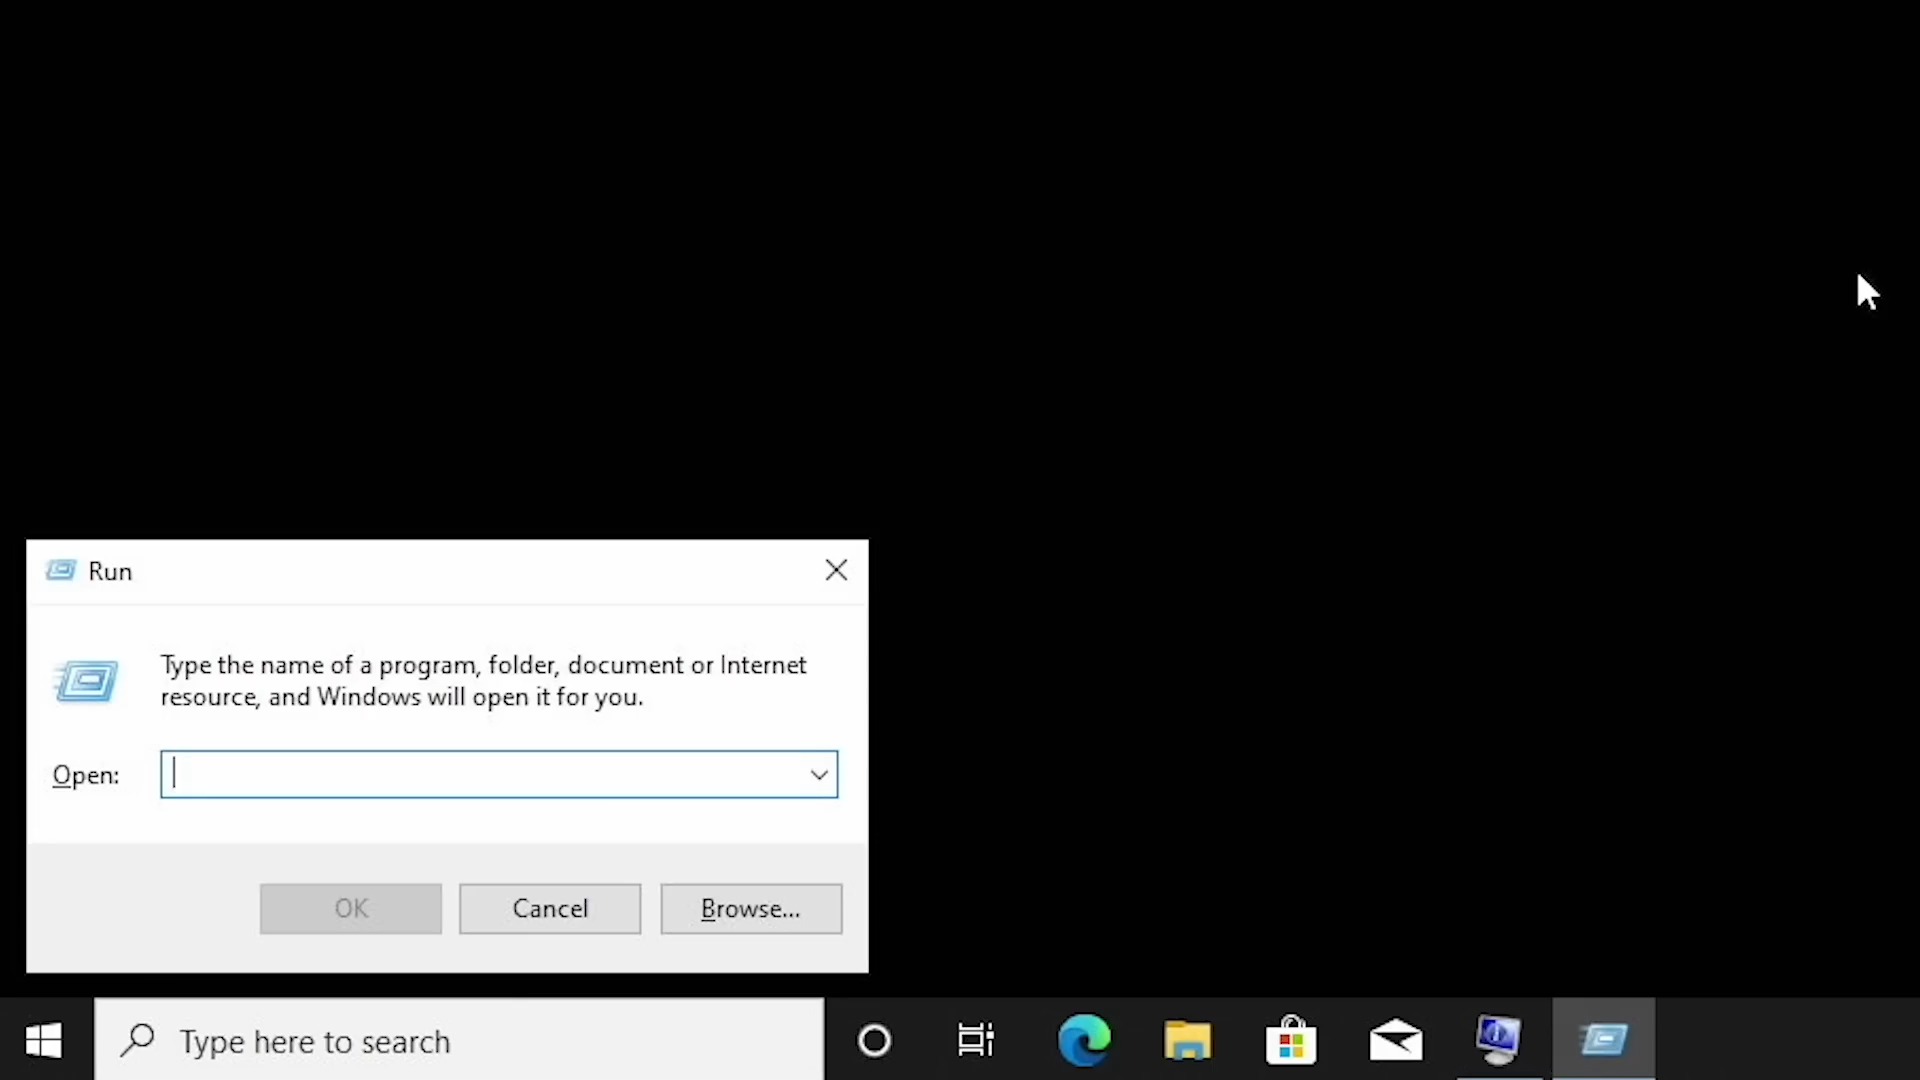 Run
Type the name of a program, folder, document or Internet
resource, and Windows will open it for you.
Open:
OK
Cancel
Browse...
Type here to search